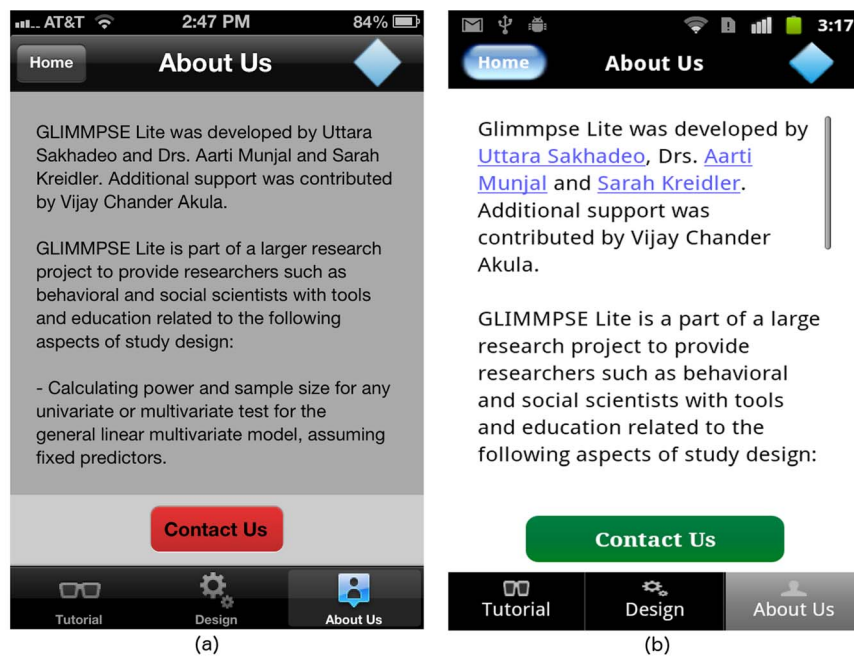 AT&T 2:47 PM 84%
Home About Us
GLIMMPSE Lite was developed by Uttara
Sakhadeo and Drs. Aarti Munjal and Sarah
Kreidler. Additional support was contributed
by Vijay Chander Akula.
GLIMMPSE Lite is part of a larger research
project to provide researchers such as
behavioral and social scientists with tools
and education related to the following
aspects of study design:
- Calculating power and sample size for any
univariate or multivariate test for the
general linear multivariate model, assuming
fixed predictors.
Contact Us
Tutorial Design About Us
(a)
3:17
Home About Us
Glimmpse Lite was developed by
Uttara Sakhadeo, Drs. Aarti
Munjal and Sarah Kreidler.
Additional support was
contributed by Vijay Chander
Akula.
GLIMMPSE Lite is a part of a large
research project to provide
researchers such as behavioral
and social scientists with tools
and education related to the
following aspects of study design:
Contact Us
Tutorial Design About Us
(b)